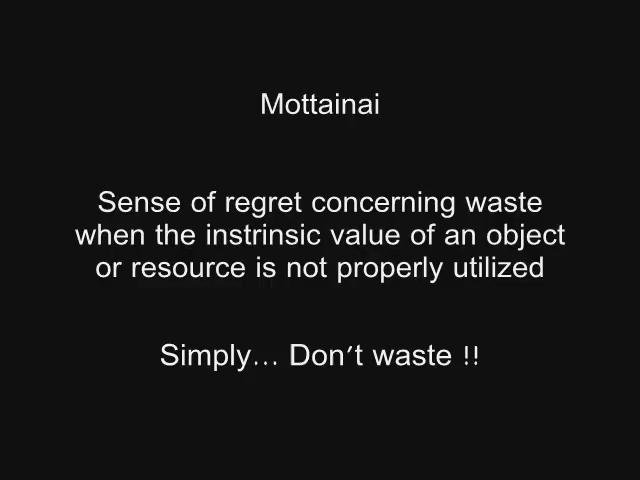 Mottainai
Sense of regret concerning waste
when the instrinsic value of an object
or resource is not properly utilized
Simply... Don't waste !!